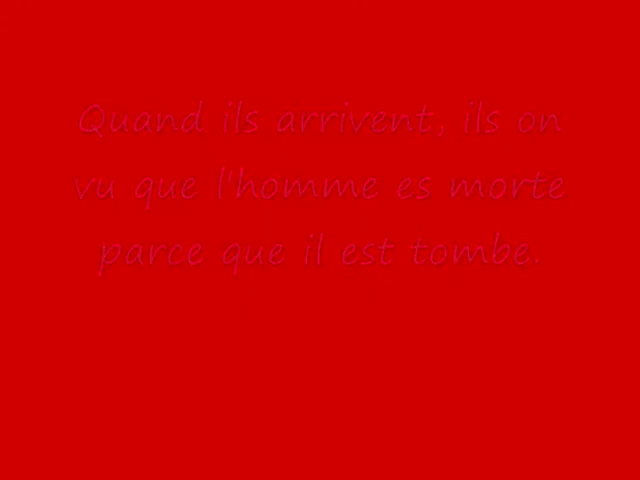 Quand ils arrivent, ils on
vu que l'homme es morte
parce que il est tombe.